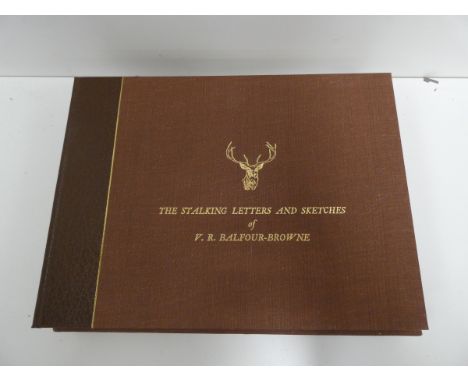 THE STALKING LETTERS AND SKETCHES
of
V. R. BALFOUR-BROWNE